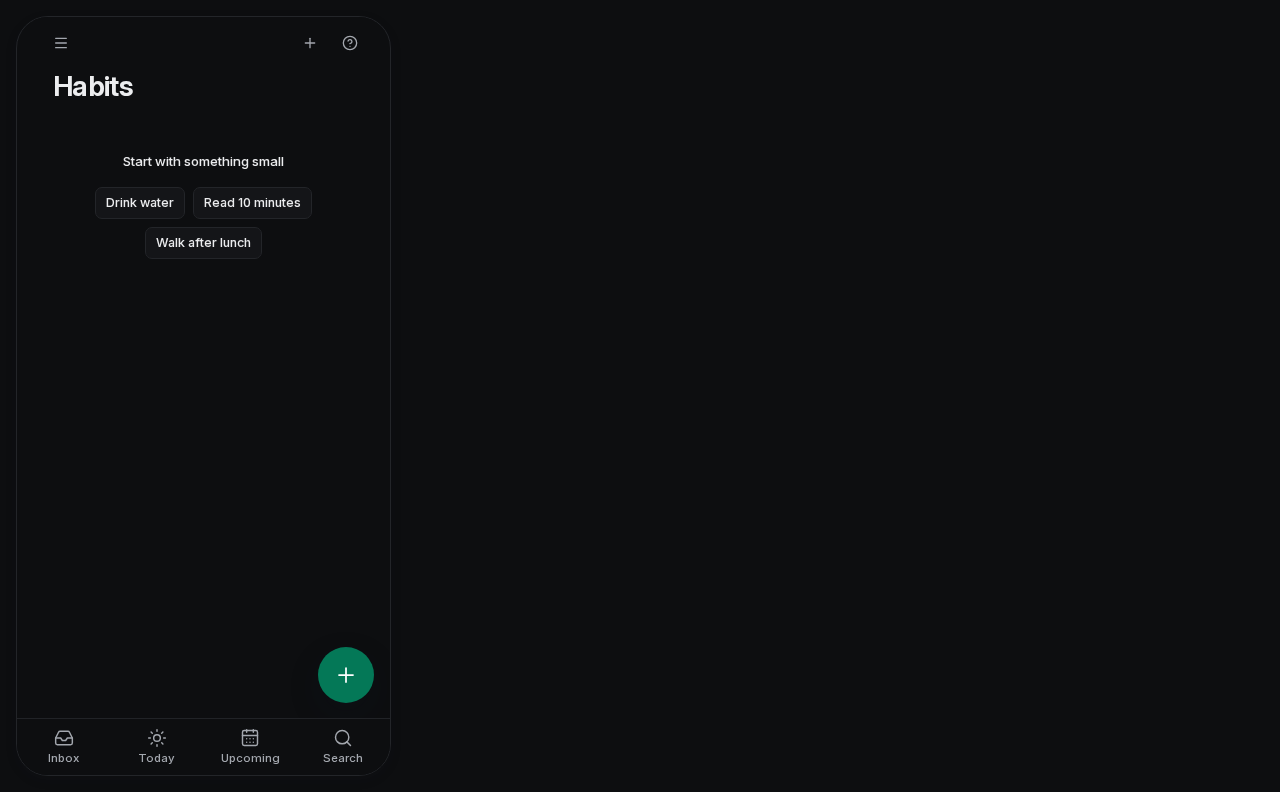 Habits
Start with something small
Drink water
Read 10 minutes
Walk after lunch
Inbox
Today
Upcoming
Search